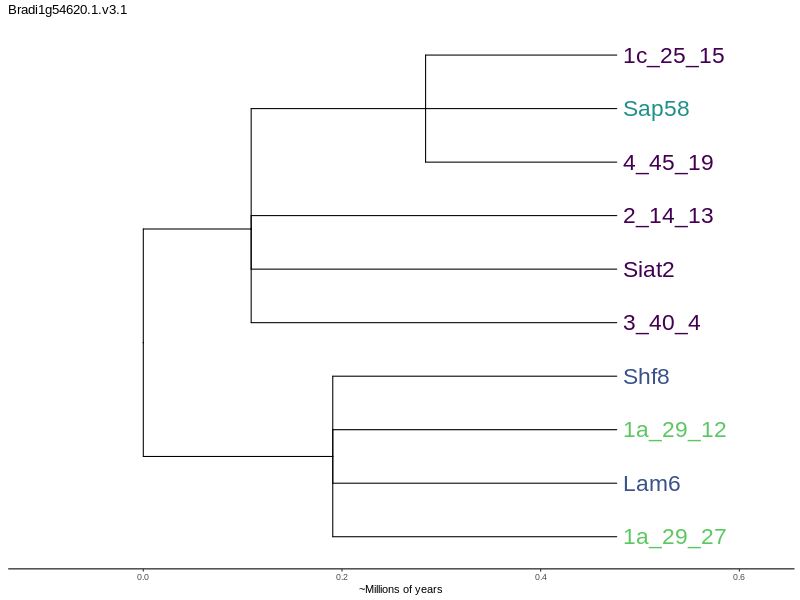 Bradi1g54620.1.v3.1
1c_25_15
Sap58
4_45_19
2_14_13
Siat2
3_40_4
Shf8
1a_29_12
Lam6
1a_29_27
0.0 0.2 0.4 0.6
~Millions of years